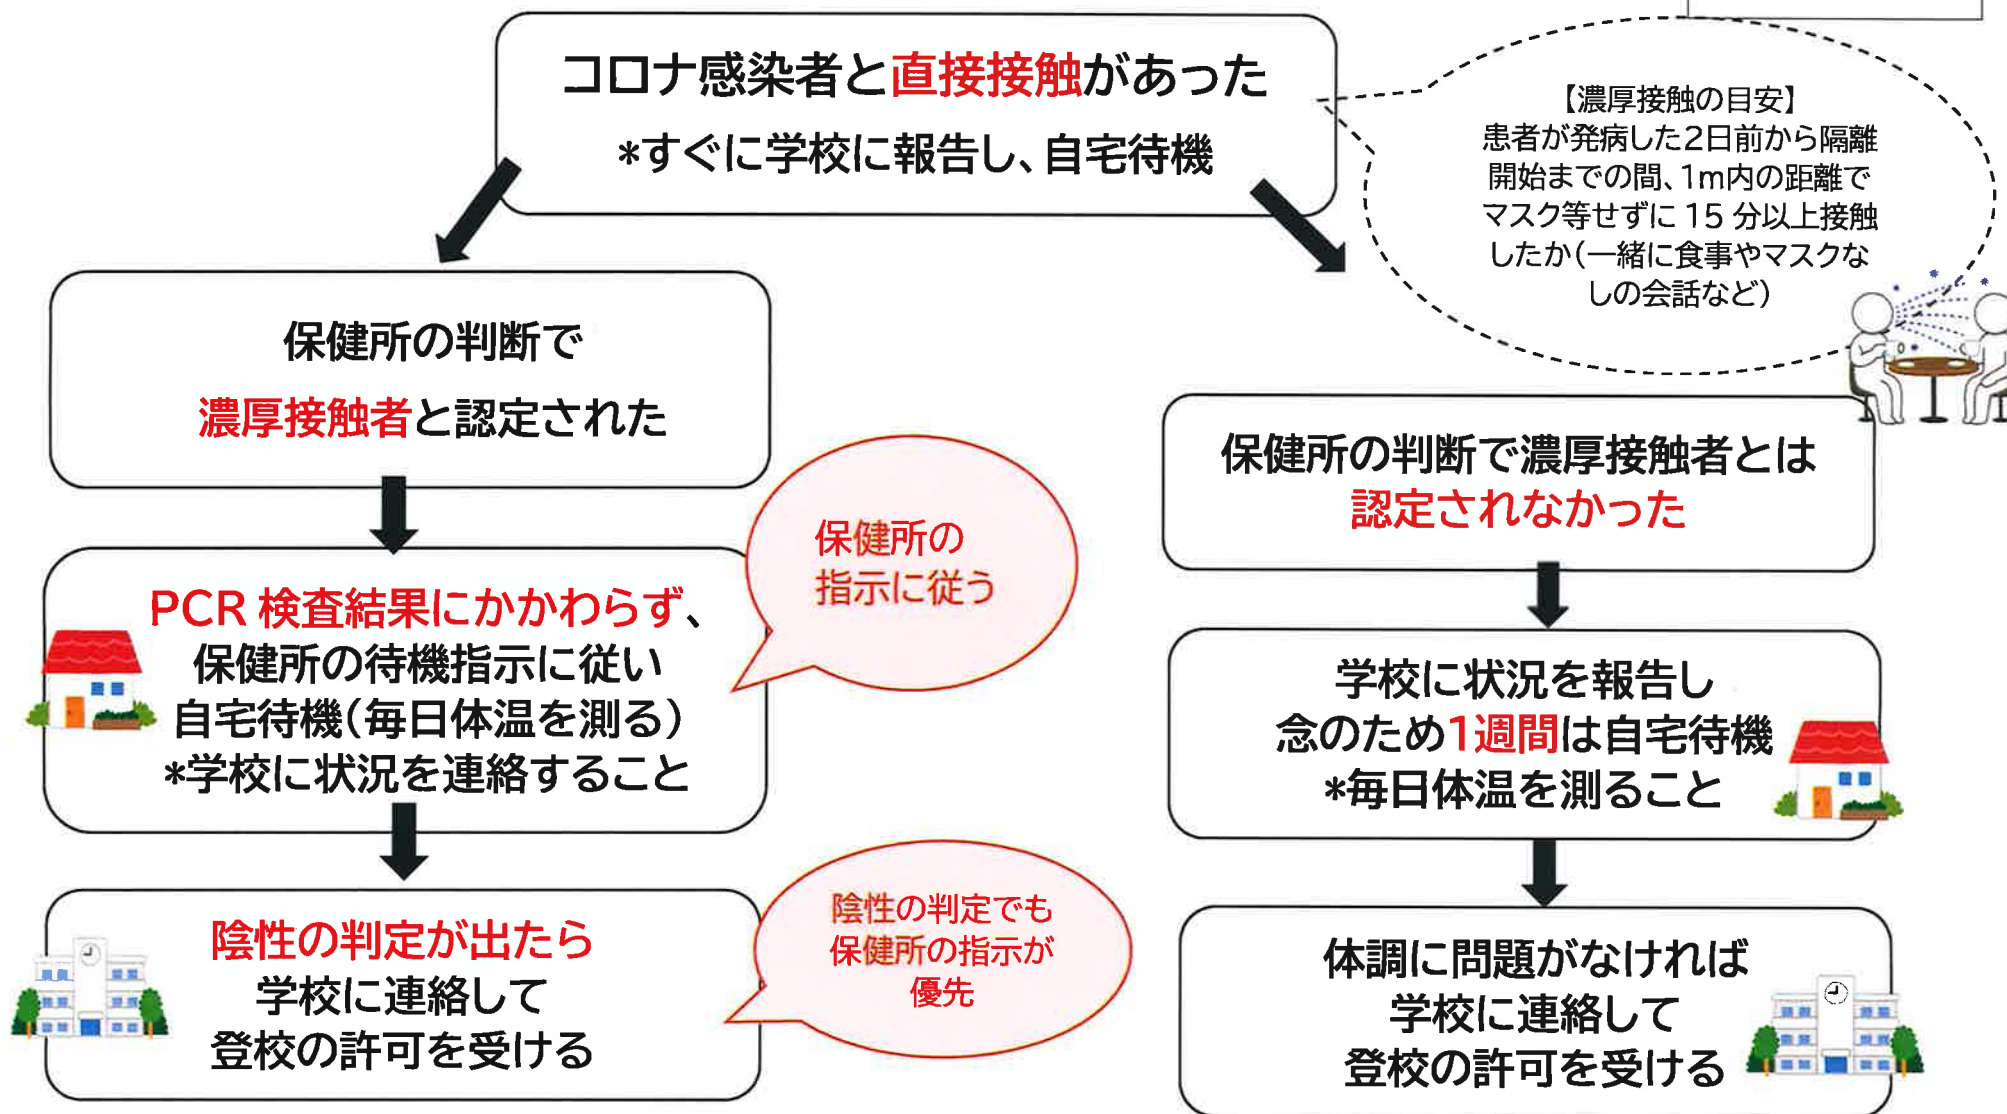 コロナ感染者と直接接触があった
*すぐに学校に報告し、自宅待機
【濃厚接触の目安】
患者が発病した2日前から隔離
開始までの間、1m内の距離で
マスク等せずに 15 分以上接触
したか(一緒に食事やマスクな
しの会話など)
保健所の判断で
濃厚接触者と認定された
保健所の
指示に従う
PCR 検査結果にかかわらず、
保健所の待機指示に従い
自宅待機(毎日体温を測る)
*学校に状況を連絡すること
陰性の判定が出たら
学校に連絡して
登校の許可を受ける
陰性の判定でも
保健所の指示が
優先
保健所の判断で濃厚接触者とは
認定されなかった
学校に状況を報告し
念のため1週間は自宅待機
*毎日体温を測ること
体調に問題がなければ
学校に連絡して
登校の許可を受ける